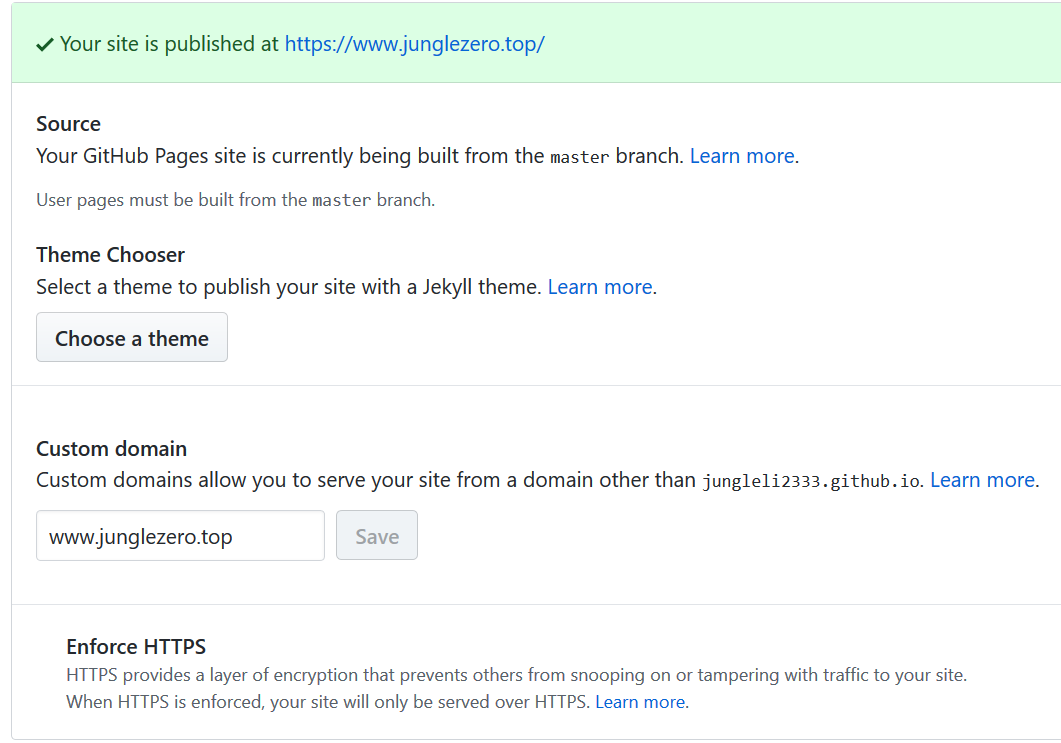 Your site is published at https://www.junglezero.top/
Source
Your GitHub Pages site is currently being built from the master branch. Learn more.
User pages must be built from the master branch.
Theme Chooser
Select a theme to publish your site with a Jekyll theme. Learn more.
Choose a theme
Custom domain
Custom domains allow you to serve your site from a domain other than jungleli2333.github.io. Learn more.
www.junglezero.top Save
Enforce HTTPS
HTTPS provides a layer of encryption that prevents others from snooping on or tampering with traffic to your site.
When HTTPS is enforced, your site will only be served over HTTPS. Learn more.